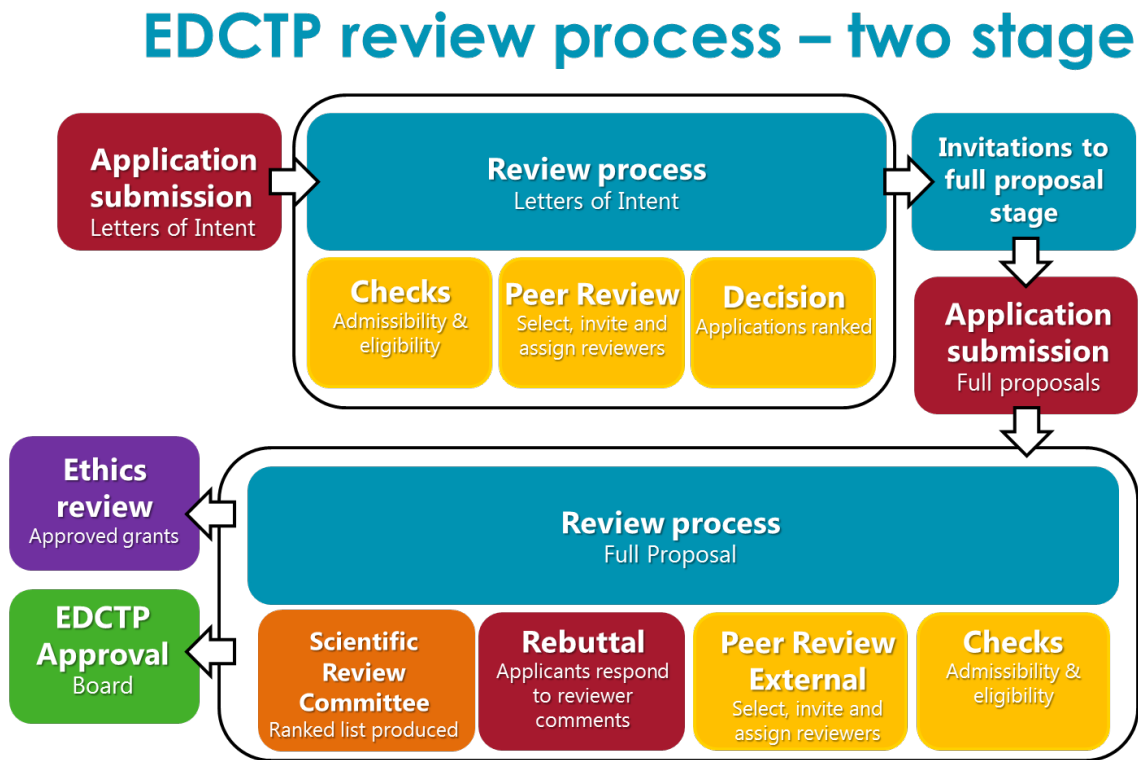 EDCTP review process – two stage
Application
submission
Letters of Intent
Review process
Letters of Intent
Invitations to
full proposal
stage
Checks
Admissibility &
eligibility
Peer Review
Select, invite and
assign reviewers
Decision
Applications ranked
Application
submission
Full proposals
Ethics
review
Approved grants
Review process
Full Proposal
EDCTP
Approval
Board
Scientific
Review
Committee
Ranked list produced
Rebuttal
Applicants respond
to reviewer
comments
Peer Review
External
Select, invite and
assign reviewers
Checks
Admissibility &
eligibility